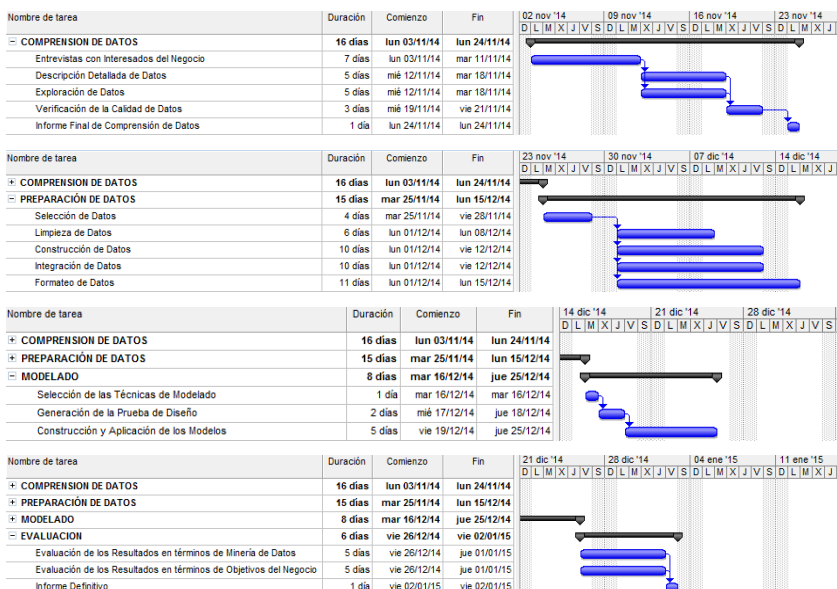 Nombre de tarea Duración Comienzo Fin 02 nov '14 09 nov '14 16 nov '14 23 nov '14
D L M X J V S D L M X J V S D L M X J V S D L M X J
COMPRENSION DE DATOS 16 días lun 03/11/14 lun 24/11/14
Entrevistas con Interesados del Negocio 7 días lun 03/11/14 mar 11/11/14
Descripción Detallada de Datos 5 días mié 12/11/14 mar 18/11/14
Exploración de Datos 5 días mié 12/11/14 mar 18/11/14
Verificación de la Calidad de Datos 3 días mié 19/11/14 vie 21/11/14
Informe Final de Comprensión de Datos 1 día lun 24/11/14 lun 24/11/14
Nombre de tarea Duración Comienzo Fin 23 nov '14 30 nov '14 07 dic '14 14 dic '14
D L M X J V S D L M X J V S D L M X J V S D L M X J
COMPRENSION DE DATOS 16 días lun 03/11/14 lun 24/11/14
PREPARACIÓN DE DATOS 15 días mar 25/11/14 lun 15/12/14
Selección de Datos 4 días mar 25/11/14 vie 28/11/14
Limpieza de Datos 6 días lun 01/12/14 lun 08/12/14
Construcción de Datos 10 días lun 01/12/14 vie 12/12/14
Integración de Datos 10 días lun 01/12/14 vie 12/12/14
Formateo de Datos 11 días lun 01/12/14 lun 15/12/14
Nombre de tarea Duración Comienzo Fin 14 dic '14 21 dic '14 28 dic '14
D L M X J V S D L M X J V S D L M X J V S
COMPRENSION DE DATOS 16 días lun 03/11/14 lun 24/11/14
PREPARACIÓN DE DATOS 15 días mar 25/11/14 lun 15/12/14
MODELADO 8 días mar 16/12/14 jue 25/12/14
Selección de las Técnicas de Modelado 1 día mar 16/12/14 mar 16/12/14
Generación de la Prueba de Diseño 2 días mié 17/12/14 jue 18/12/14
Construcción y Aplicación de los Modelos 5 días vie 19/12/14 jue 25/12/14
Nombre de tarea Duración Comienzo Fin 21 dic '14 28 dic '14 04 ene '15 11 ene '15
D L M X J V S D L M X J V S D L M X J V S D L M X J
COMPRENSION DE DATOS 16 días lun 03/11/14 lun 24/11/14
PREPARACIÓN DE DATOS 15 días mar 25/11/14 lun 15/12/14
MODELADO 8 días mar 16/12/14 jue 25/12/14
EVALUACION 6 días vie 26/12/14 vie 02/01/15
Evaluación de los Resultados en términos de Minería de Datos 5 días vie 26/12/14 jue 01/01/15
Evaluación de los Resultados en términos de Objetivos del Negocio 5 días vie 26/12/14 jue 01/01/15
Informe Definitivo 1 día vie 02/01/15 vie 02/01/15